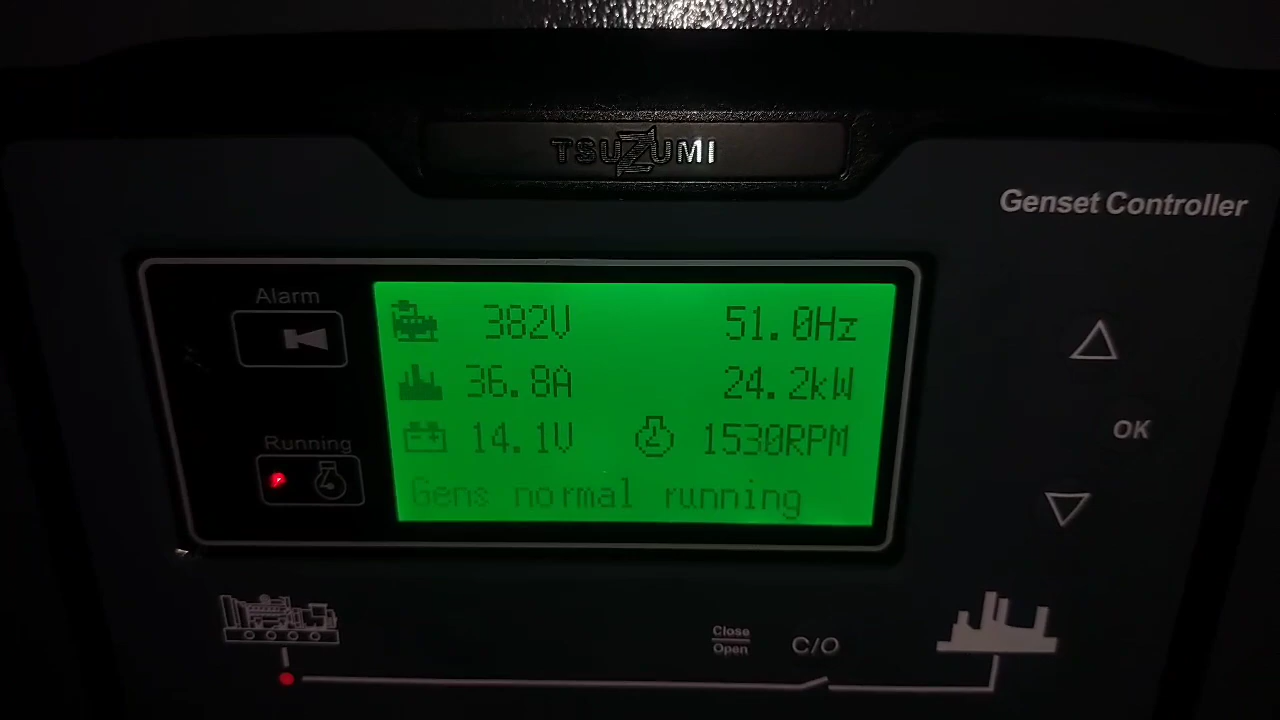 TSUZUMI
Genset Controller
Alarm
382V 51.0Hz
36.8A 24.2kW
14.1V 1530RPM
Running
Gens normal running
OK
Close
Open
C/O